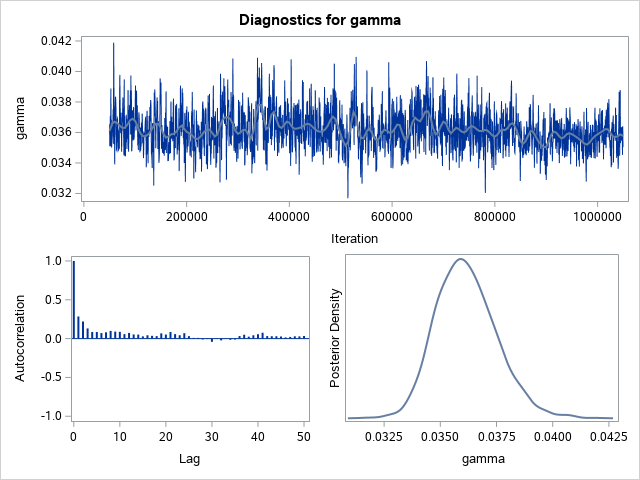 Diagnostics for gamma
gamma
0.042
0.040
0.038
0.036
0.034
0.032
0 200000 400000 600000 800000 1000000
Iteration
Autocorrelation
1.0
0.5
0.0
-0.5
-1.0
0 10 20 30 40 50
Lag
Posterior Density
0.0325 0.0350 0.0375 0.0400 0.0425
gamma